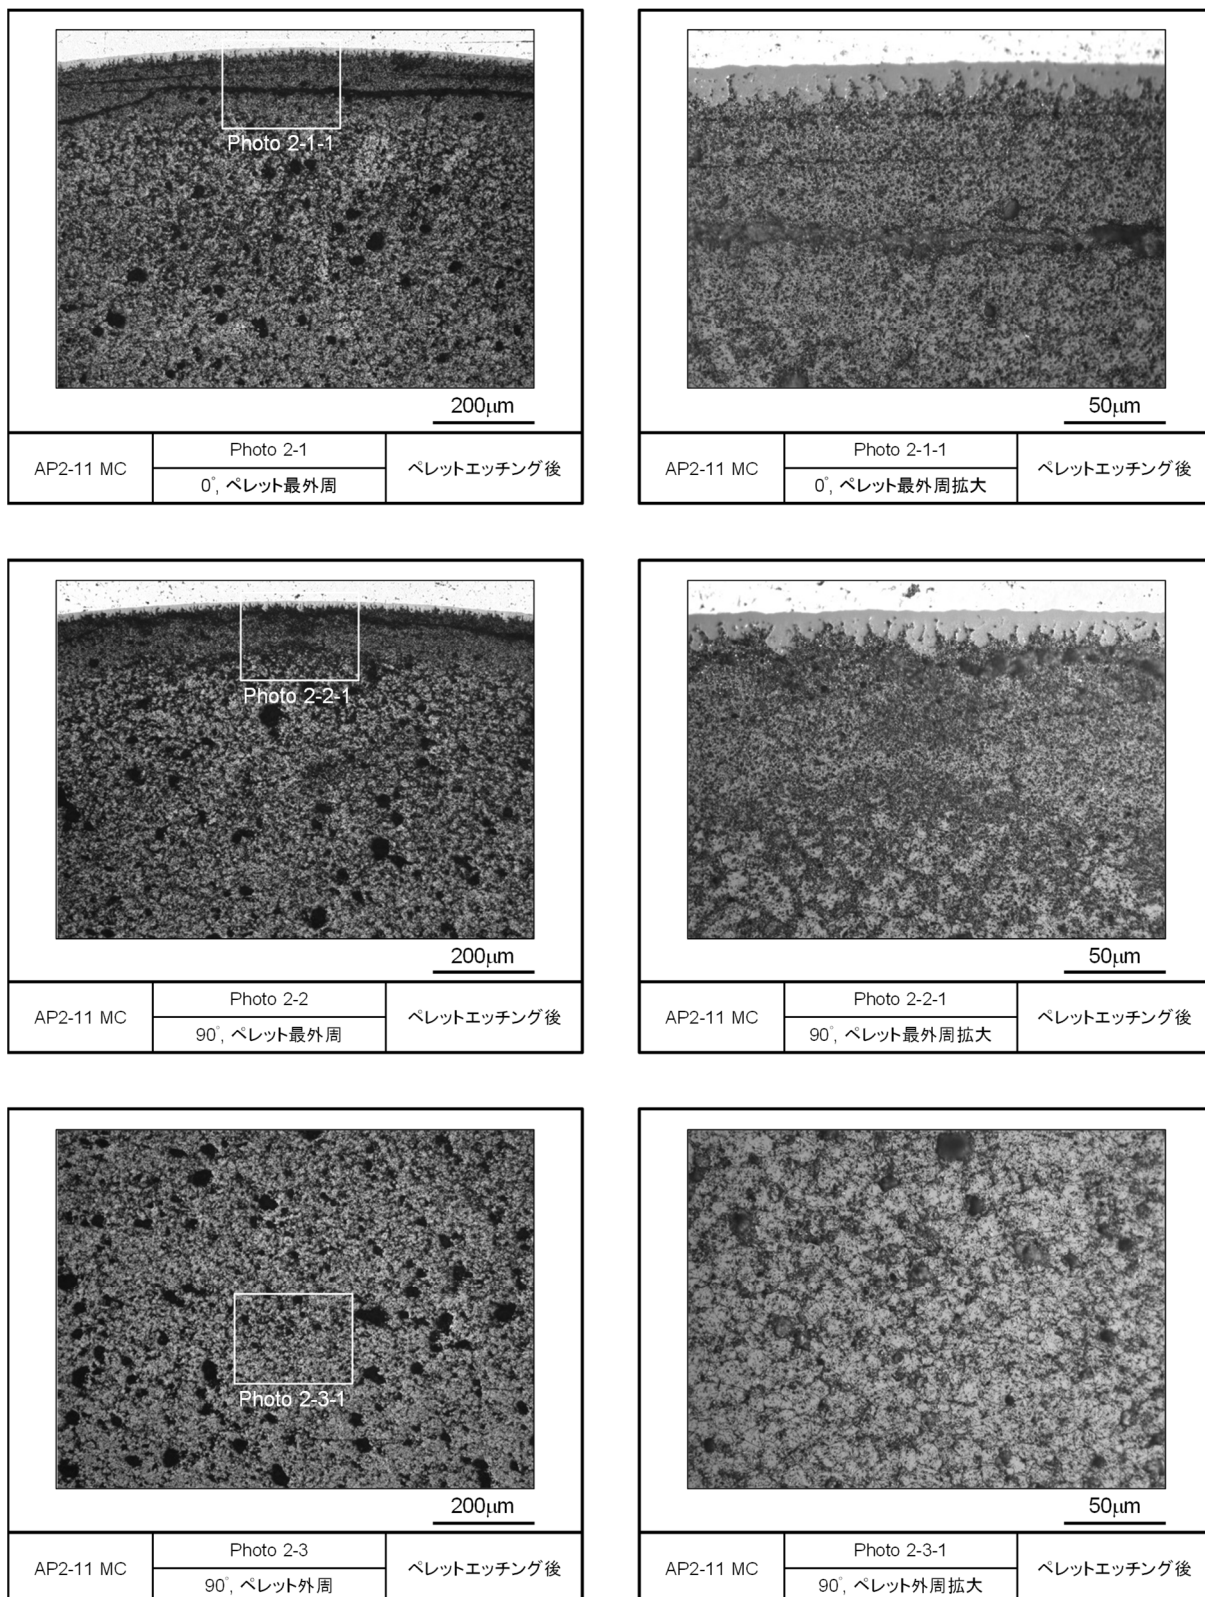 Photo 2-1-1
200μm
50μm
AP2-11 MC
Photo 2-1
0°, ペレット最外周
ペレットエッチング後
AP2-11 MC
Photo 2-1-1
0°, ペレット最外周拡大
ペレットエッチング後
Photo 2-2-1
200μm
50μm
AP2-11 MC
Photo 2-2
90°, ペレット最外周
ペレットエッチング後
AP2-11 MC
Photo 2-2-1
90°, ペレット最外周拡大
ペレットエッチング後
Photo 2-3-1
200μm
50μm
AP2-11 MC
Photo 2-3
90°, ペレット外周
ペレットエッチング後
AP2-11 MC
Photo 2-3-1
90°, ペレット外周拡大
ペレットエッチング後